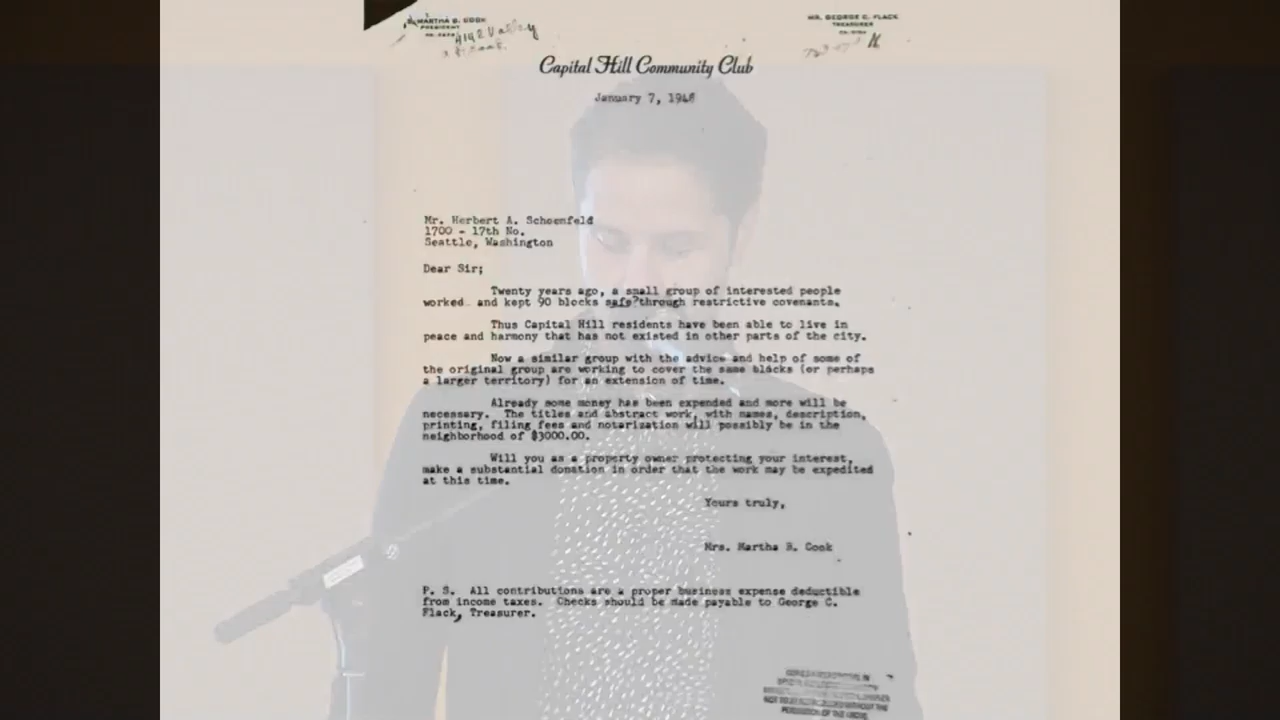 MARTHA B. COOK
PRESIDENT
MR. GEORGE C. FLACK
TREASURER
Capital Hill Community Club
January 7, 1948
Mr. Herbert A. Schoenfeld
1700 - 17th No.
Seattle, Washington
Dear Sir;
Twenty years ago, a small group of interested people
worked and kept 90 blocks safe?through restrictive covenants.
Thus Capital Hill residents have been able to live in
peace and harmony that has not existed in other parts of the city.
Now a similar group with the advice and help of some of
the original group are working to cover the same blocks (or perhaps
a larger territory) for an extension of time.
Already some money has been expended and more will be
necessary. The titles and abstract work, with names, description,
printing, filing fees and notarization will possibly be in the
neighborhood of $3000.00.
Will you as a property owner protecting your interest,
make a substantial donation in order that the work may be expedited
at this time.
Yours truly,
Mrs. Martha B. Cook
P. S. All contributions are a proper business expense deductible
from income taxes. Checks should be made payable to George C.
Flack, Treasurer.